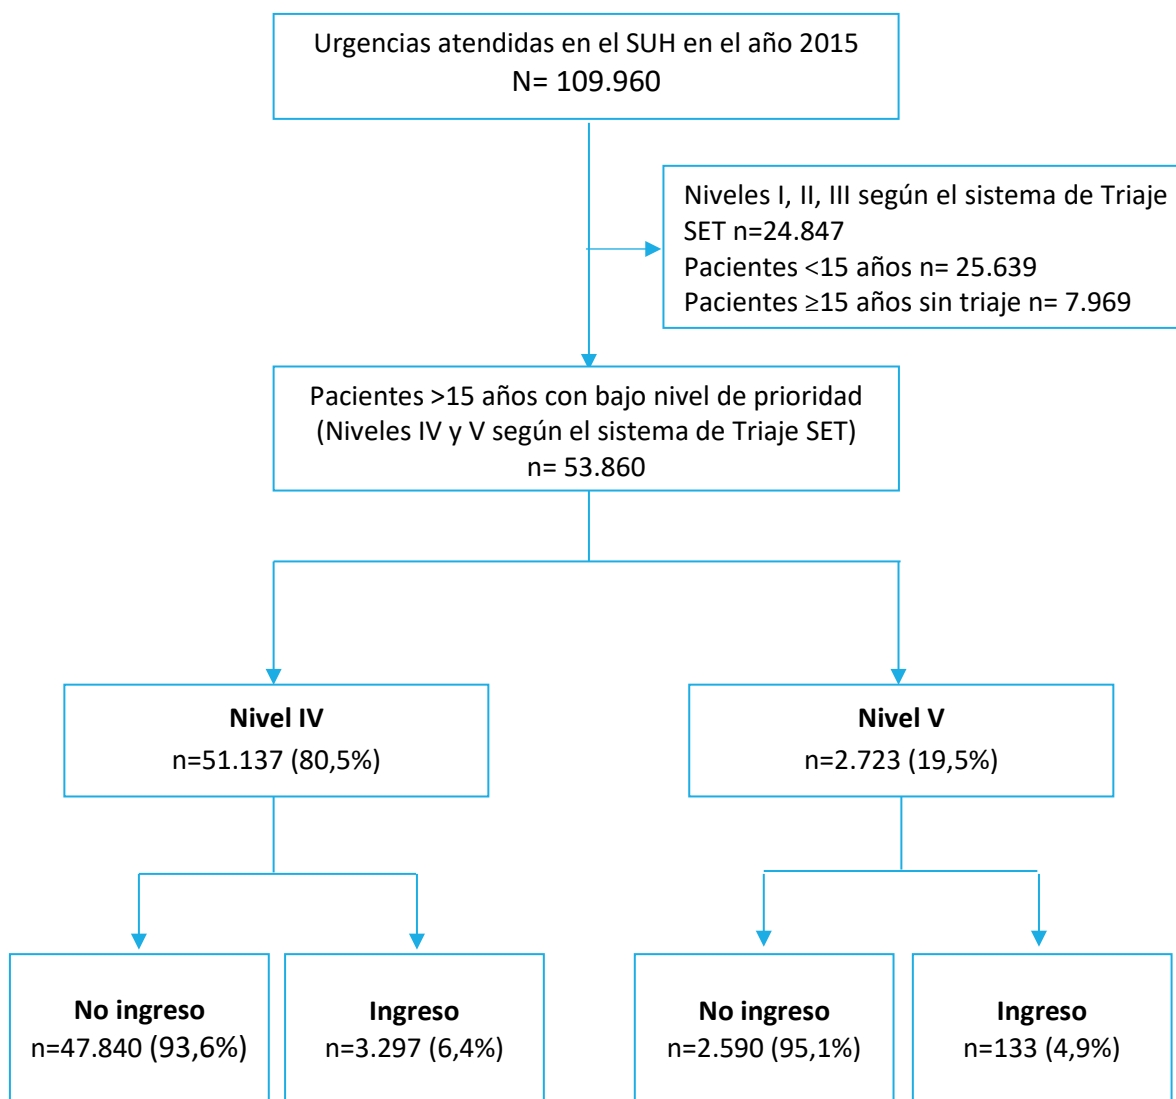 Urgencias atendidas en el SUH en el año 2015
N= 109.960
Niveles I, II, III según el sistema de Triaje
SET n=24.847
Pacientes <15 años n= 25.639
Pacientes ≥15 años sin triaje n= 7.969
Pacientes >15 años con bajo nivel de prioridad
(Niveles IV y V según el sistema de Triaje SET)
n= 53.860
Nivel IV
n=51.137 (80,5%)
Nivel V
n=2.723 (19,5%)
No ingreso
n=47.840 (93,6%)
Ingreso
n=3.297 (6,4%)
No ingreso
n=2.590 (95,1%)
Ingreso
n=133 (4,9%)